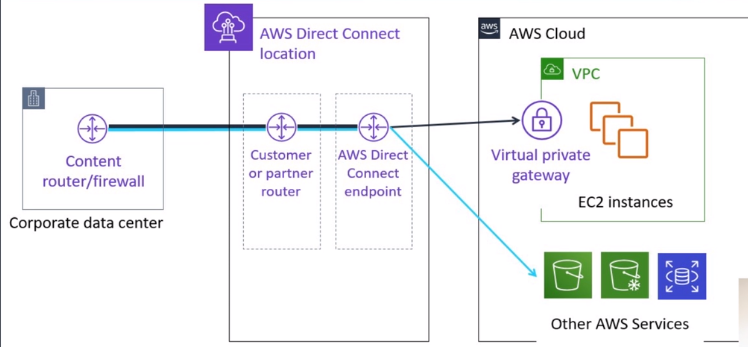 AWS Direct Connect
location
aws
AWS Cloud
VPC
Content
router/firewall
Corporate data center
Customer
or partner
router
AWS Direct
Connect
endpoint
Virtual private
gateway
EC2 instances
Other AWS Services